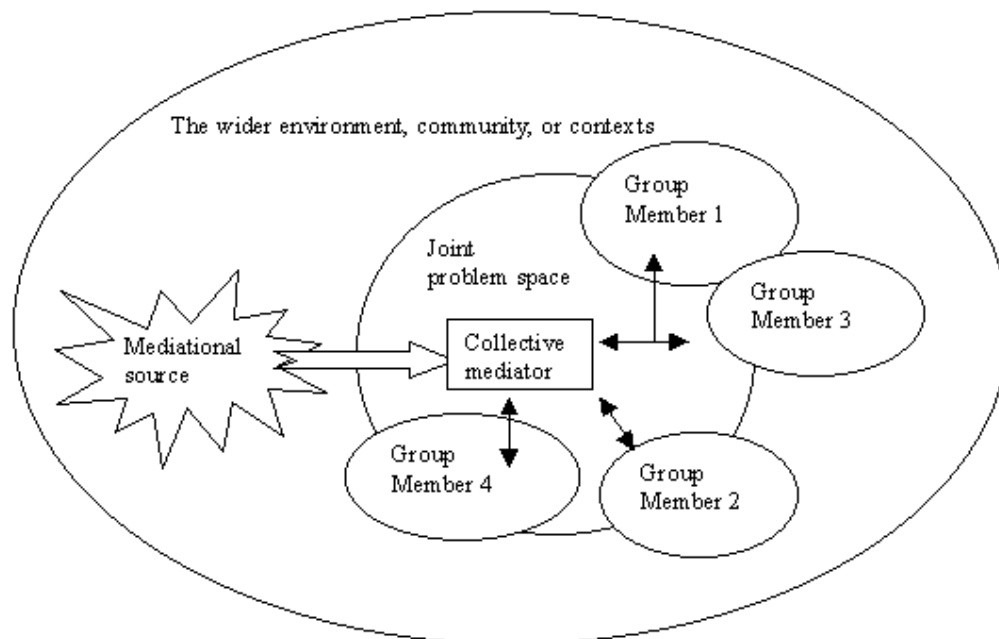 The wider environment, community, or contexts
Group
Member 1
Joint
problem space
Group
Member 3
Mediational
source
Collective
mediator
Group
Member 4
Group
Member 2